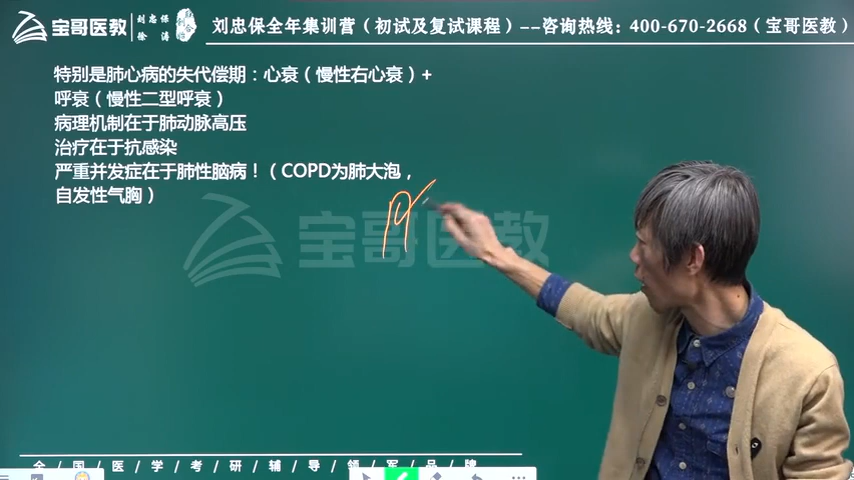 宝哥医教
刘忠保
徐涛
刘忠保全年集训营（初试及复试课程）--咨询热线：400-670-2668（宝哥医教）
特别是肺心病的失代偿期：心衰（慢性右心衰）+
呼衰（慢性二型呼衰）
病理机制在于肺动脉高压
治疗在于抗感染
严重并发症在于肺性脑病！（COPD为肺大泡，
自发性气胸）
宝哥医教
全/国/医/学/考/研/辅/导/领/军/品/牌